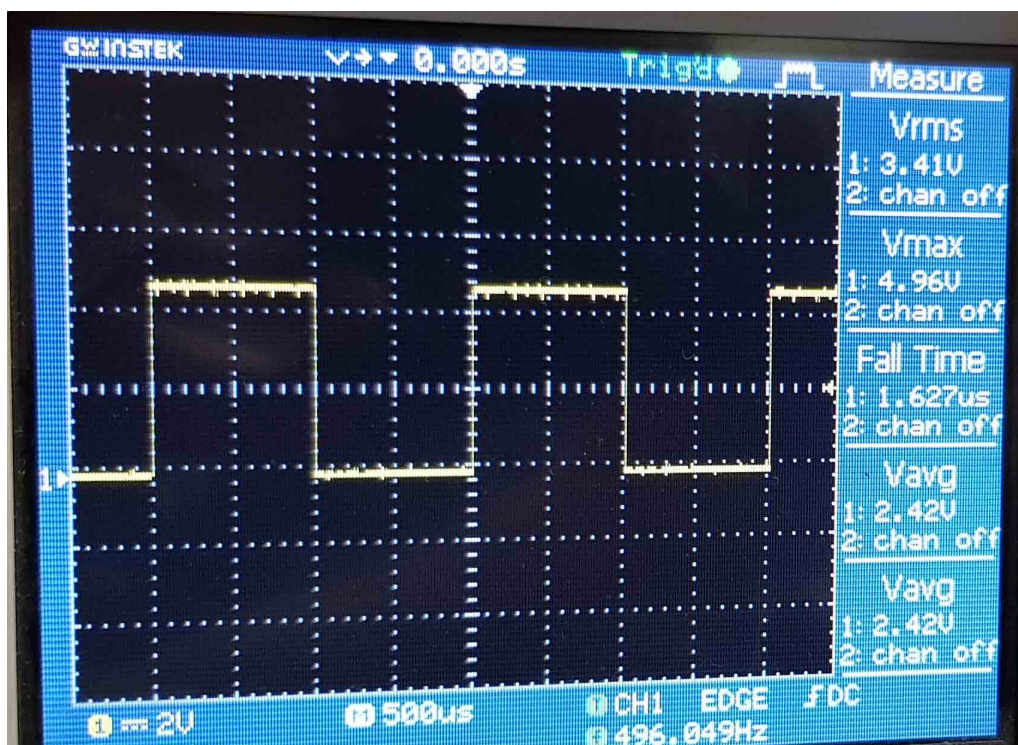 GW INSTEK 0.000s Trig'd Measure
Vrms
1: 3.41V
2: chan off
Vmax
1: 4.96V
2: chan off
Fall Time
1: 1.627us
2: chan off
Vavg
1: 2.42V
2: chan off
Vavg
1: 2.42V
2: chan off
1
1 2V M 500us T CH1 EDGE DC
F 496.049Hz